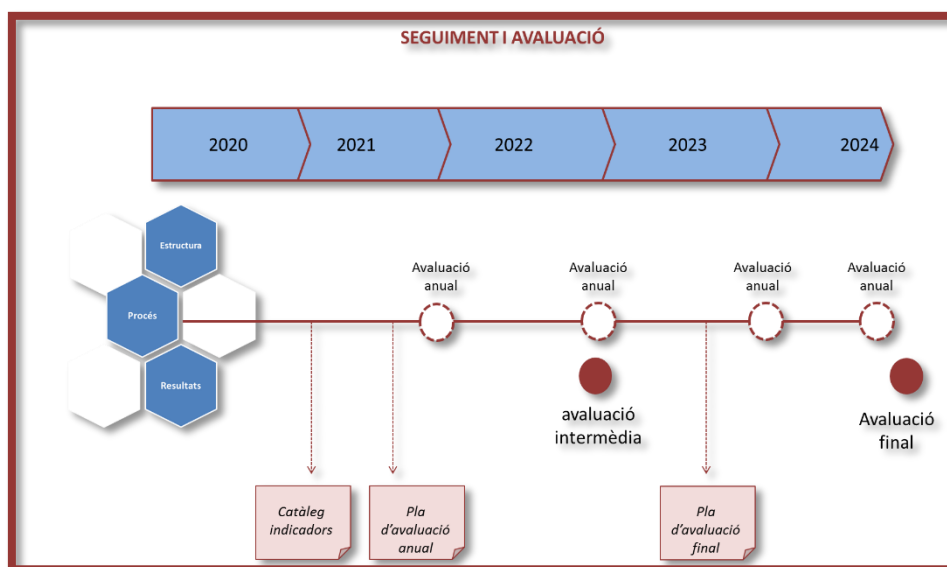 SEGUIMENT I AVALUACIÓ
2020
2021
2022
2023
2024
Estructura
Procés
Resultats
Avaluació
anual
Avaluació
anual
Avaluació
anual
Avaluació
anual
avaluació
intermèdia
Avaluació
final
Catàleg
indicadors
Pla
d'avaluació
anual
Pla
d'avaluació
final